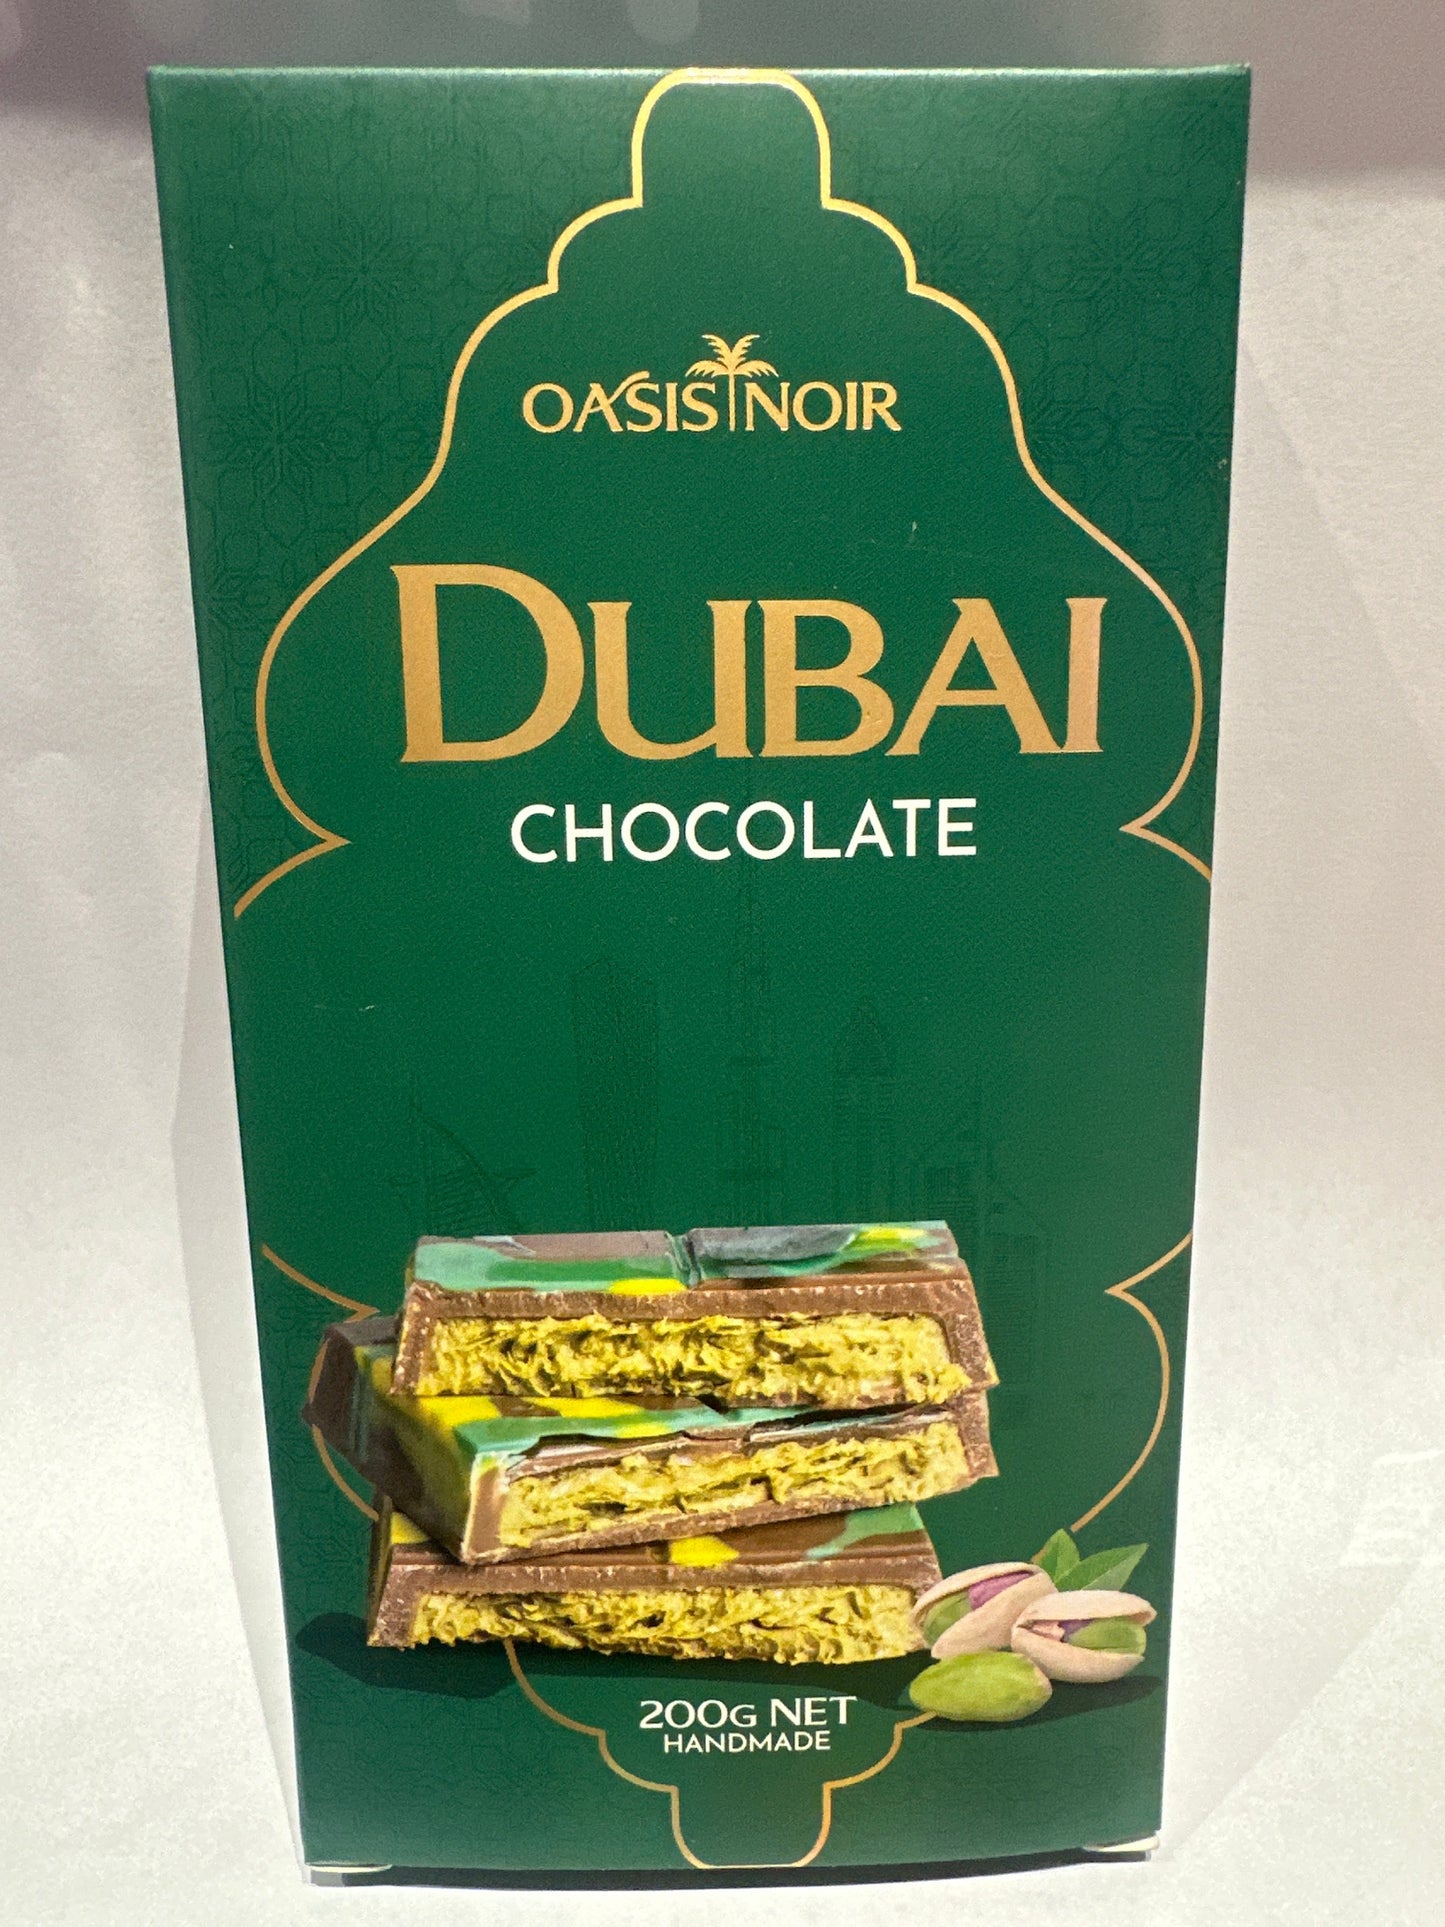 OASIS NOIR
DUBAI
CHOCOLATE
200G NET
HANDMADE